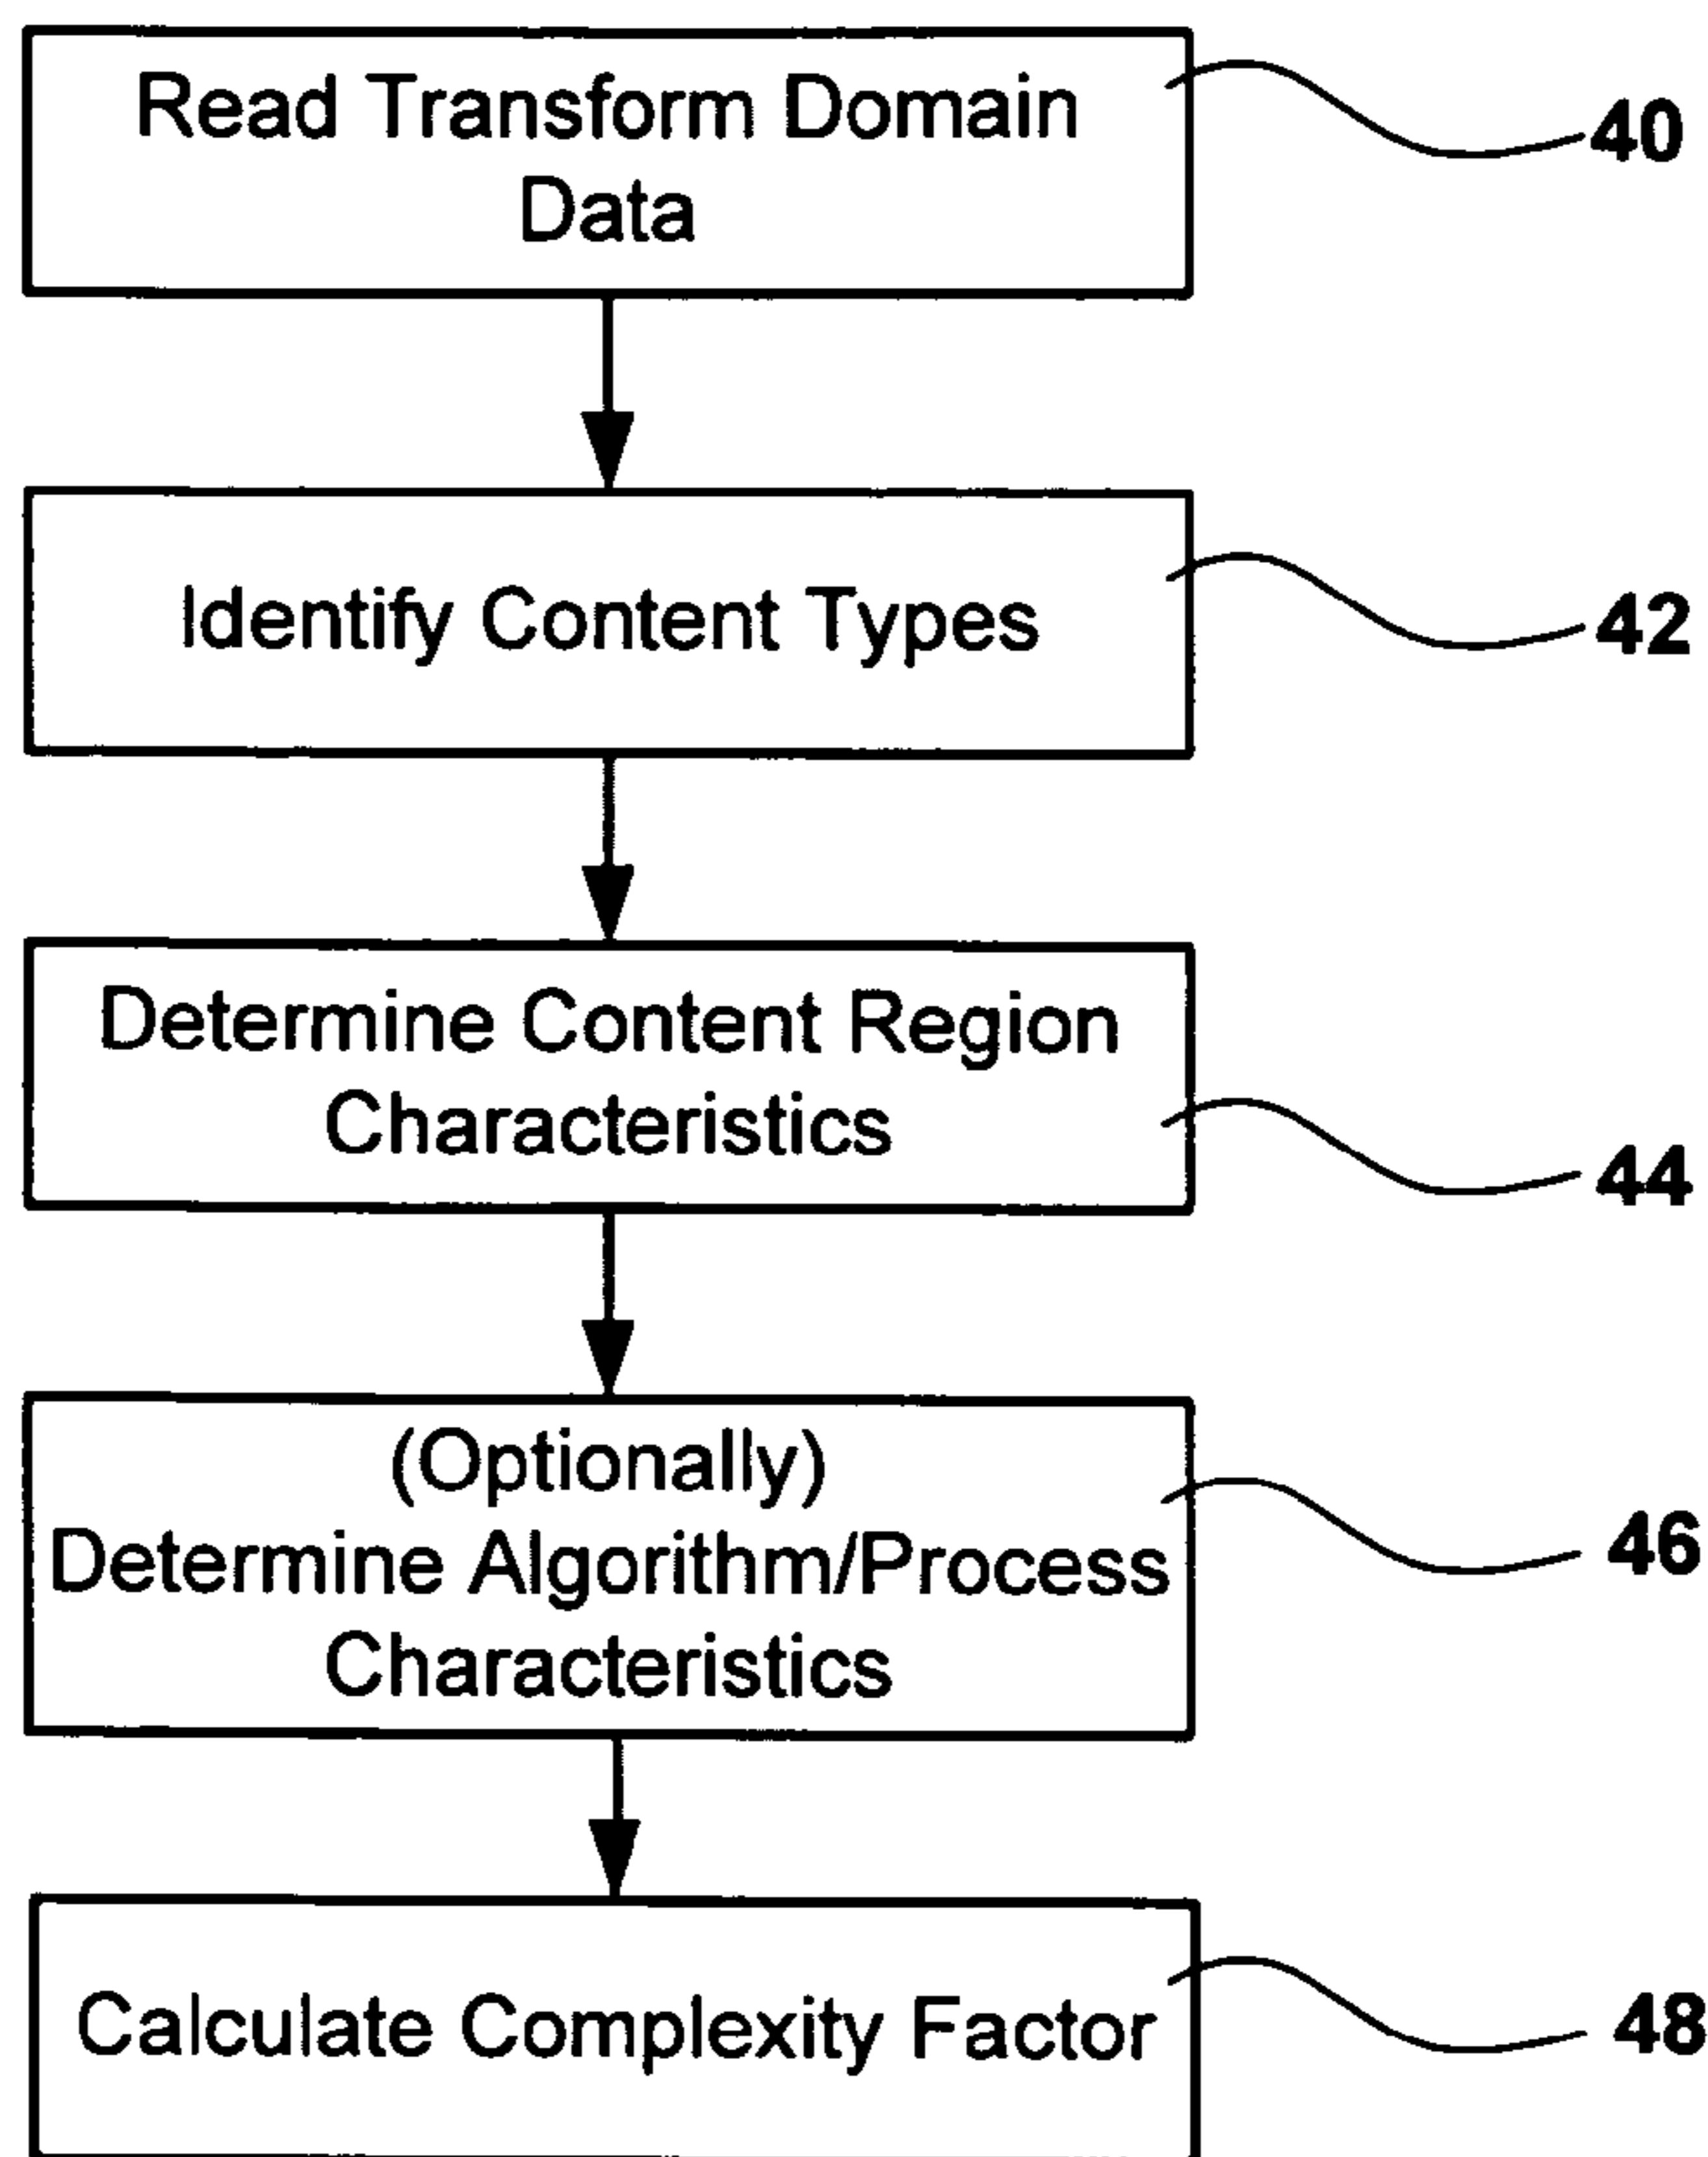 Read Transform Domain
Data
40
Identify Content Types
42
Determine Content Region
Characteristics
44
(Optionally)
Determine Algorithm/Process
Characteristics
46
Calculate Complexity Factor
48